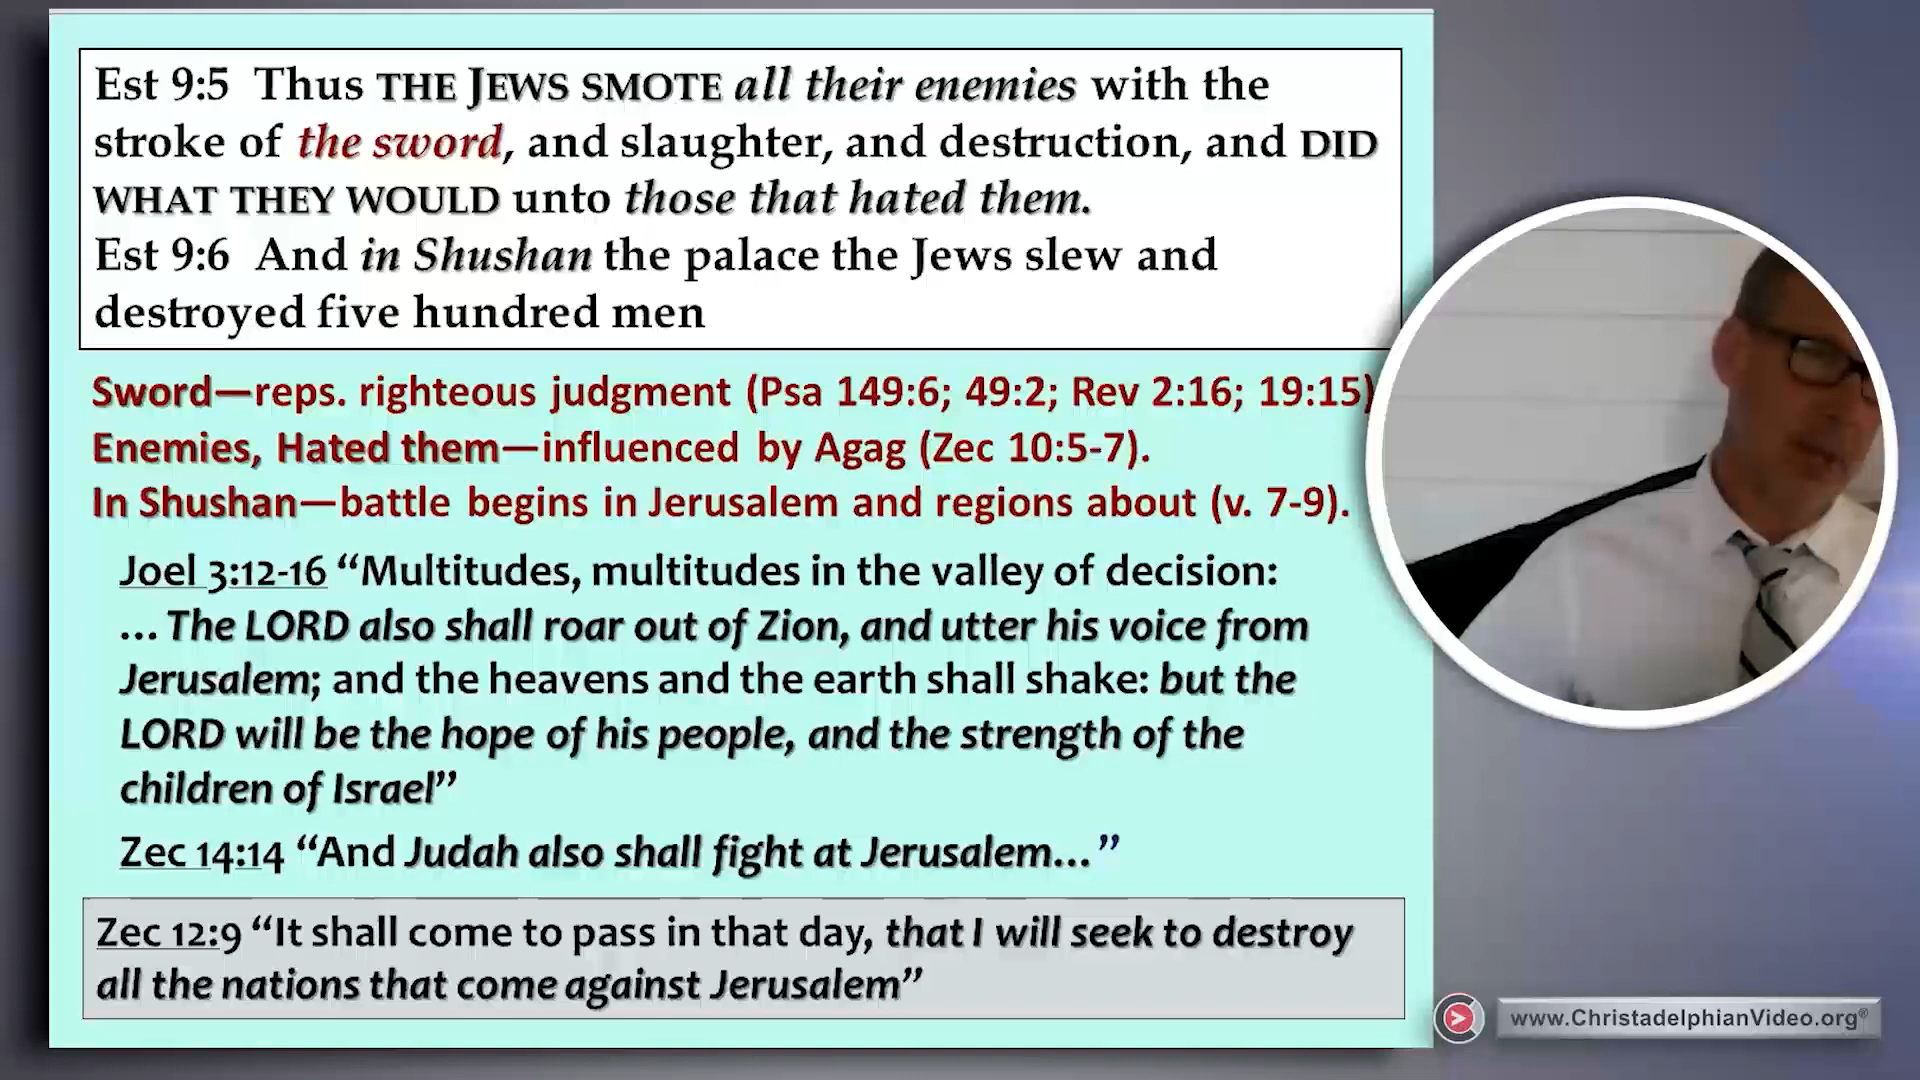 Est 9:5 Thus THE JEWS SMOTE all their enemies with the
stroke of the sword, and slaughter, and destruction, and DID
WHAT THEY WOULD unto those that hated them.
Est 9:6 And in Shushan the palace the Jews slew and
destroyed five hundred men
Sword—reps. righteous judgment (Psa 149:6; 49:2; Rev 2:16; 19:15)
Enemies, Hated them—influenced by Agag (Zec 10:5-7).
In Shushan—battle begins in Jerusalem and regions about (v. 7-9).
Joel 3:12-16 “Multitudes, multitudes in the valley of decision:
... The LORD also shall roar out of Zion, and utter his voice from
Jerusalem; and the heavens and the earth shall shake: but the
LORD will be the hope of his people, and the strength of the
children of Israel”
Zec 14:14 “And Judah also shall fight at Jerusalem...”
Zec 12:9 “It shall come to pass in that day, that I will seek to destroy
all the nations that come against Jerusalem”
www.ChristadelphianVideo.org®